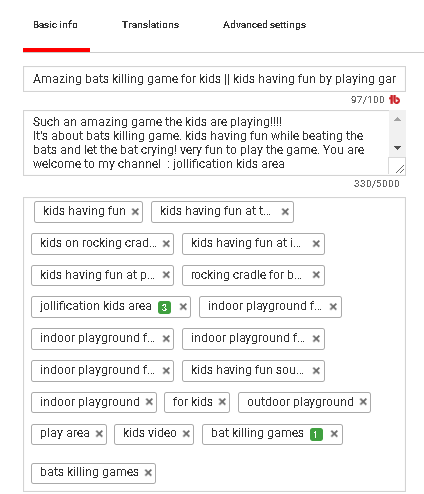 Basic info Translations Advanced settings
Amazing bats killing game for kids || kids having fun by playing gar
97/100 tb
Such an amazing game the kids are playing!!!!
It's about bats killing game. kids having fun while beating the
bats and let the bat crying! very fun to play the game. You are
welcome to my channel : jollification kids area
330/5000
kids having fun × kids having fun at t... ×
kids on rocking crad... × kids having fun at i... ×
kids having fun at p... × rocking cradle for b... ×
jollification kids area 3 × indoor playground f... ×
indoor playground f... × indoor playground f... ×
indoor playground f... × kids having fun sou... ×
indoor playground × for kids × outdoor playground ×
play area × kids video × bat killing games 1 ×
bats killing games ×